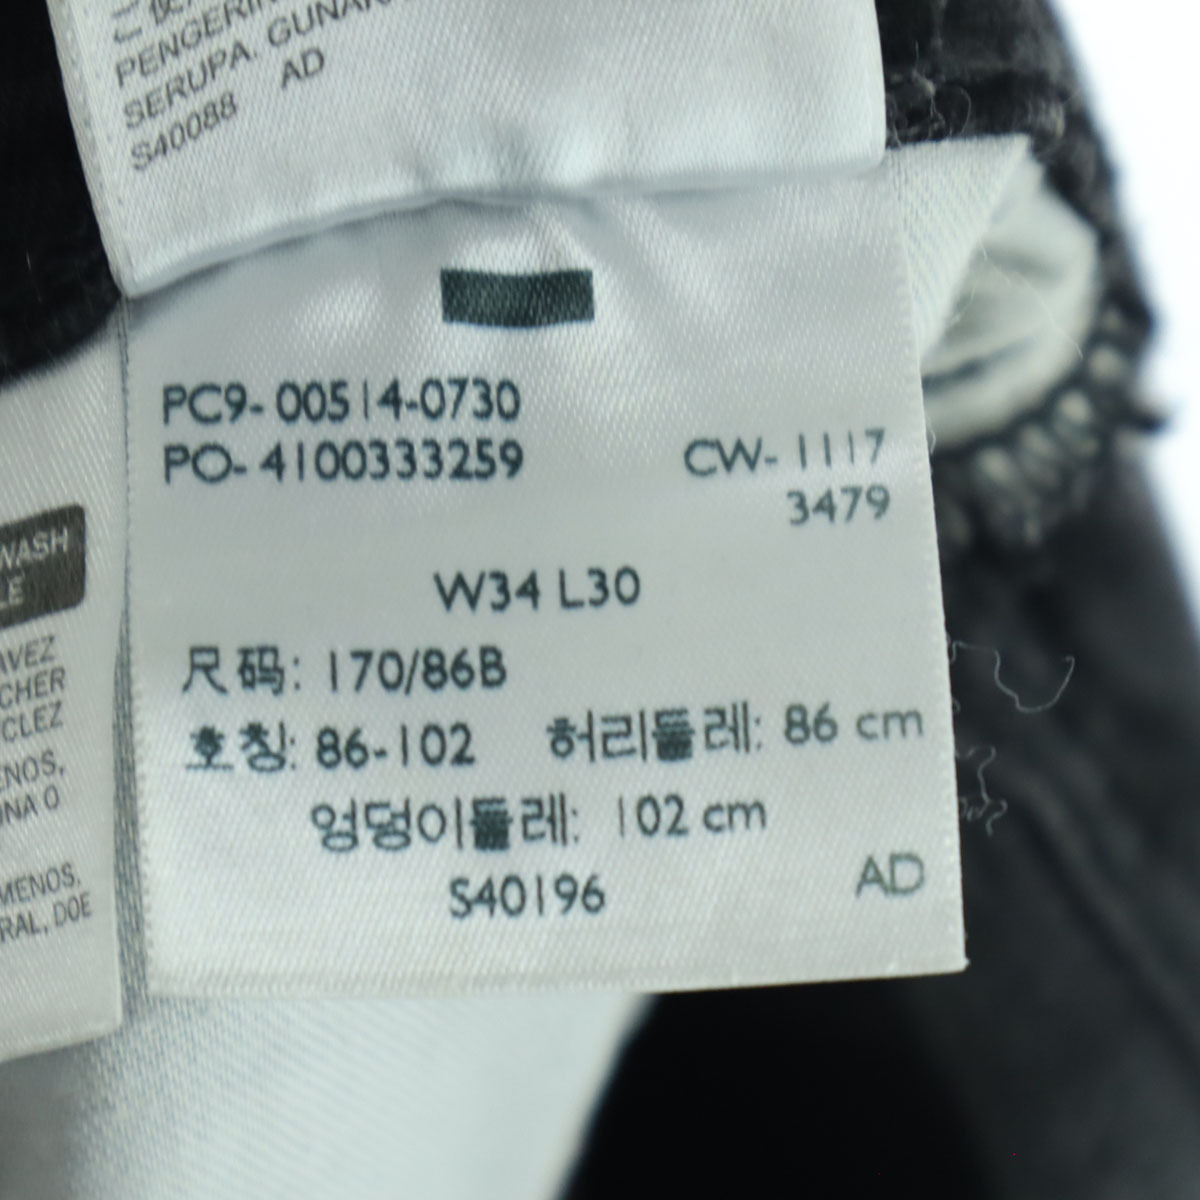 PENGERIN
SERUPA. GUNAK
S40088 AD
PC9-00514-0730
PO-4100333259
CW-1117
3479
W34 L30
尺码: 170/86B
호칭: 86-102 허리둘레: 86 cm
엉덩이둘레: 102 cm
S40196
AD
WASH
LE
AVEZ
CHER
CLEZ
ENOS,
UNA O
MENOS.
RAL, DOE